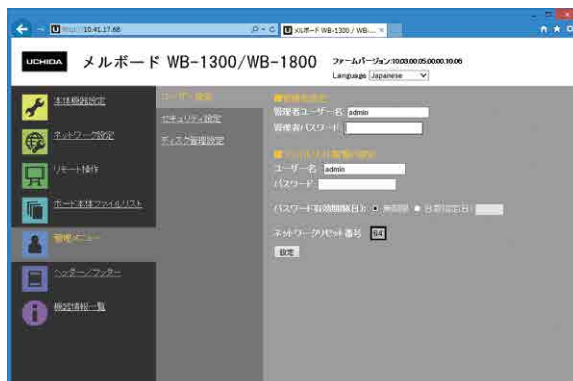 10.41.17.68
メルボード WB-1300 / WB-...
UCHIDA メルボード WB-1300/WB-1800
ファームバージョン:10.03.00.05.00.00.10.06
Language Japanese
本体機器設定
ネットワーク設定
リモート操作
ボード本体ファイルリスト
管理メニュー
ヘッダー/フッター
機器情報一覧
ユーザー設定
セキュリティ設定
ディスク管理設定
管理者ユーザー名: admin
管理者パスワード:
ユーザー名: admin
パスワード:
パスワード有効期限(日): 無期限 日数指定(日):
ネットワークリセット番号 64
設定